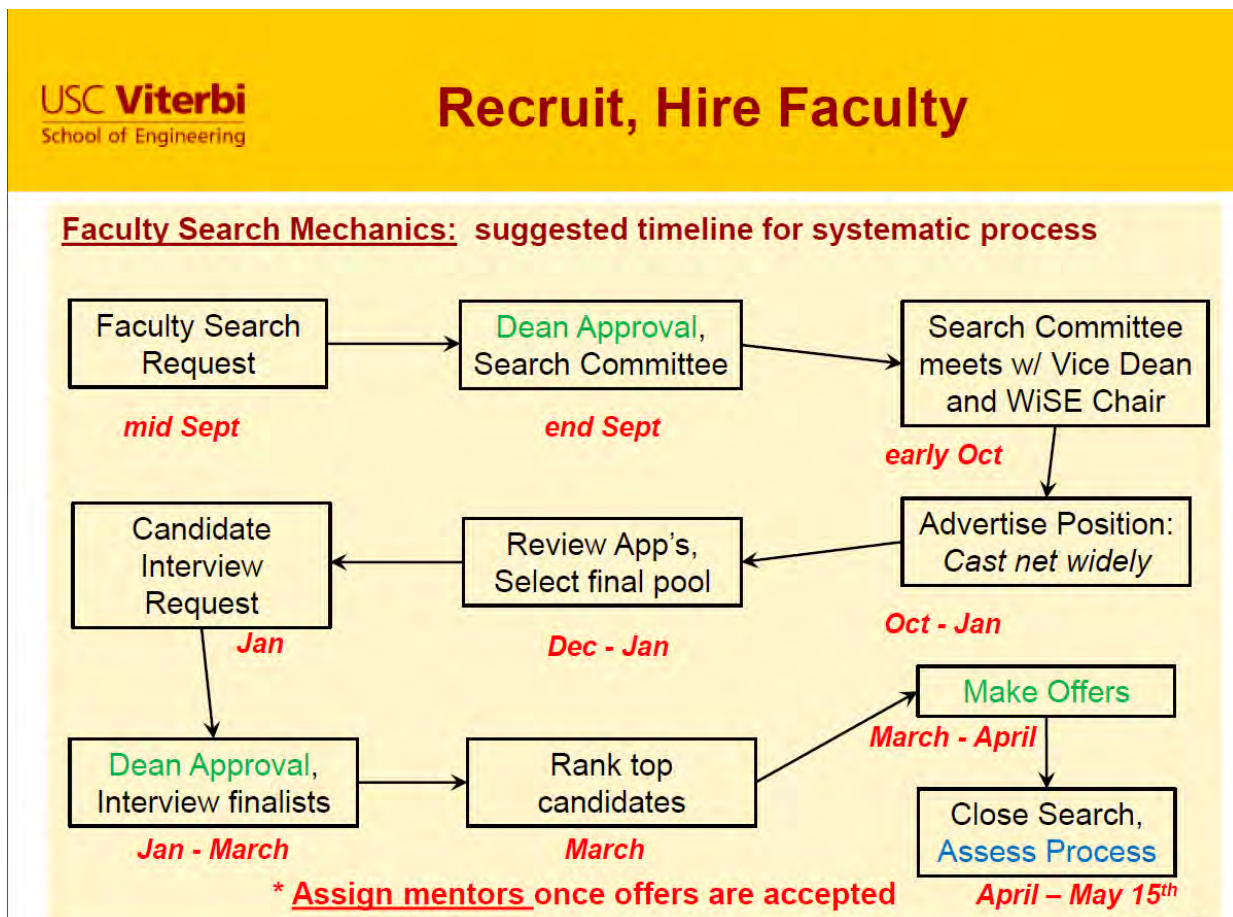 USC Viterbi
School of Engineering
Recruit, Hire Faculty
Faculty Search Mechanics: suggested timeline for systematic process
Faculty Search
Request
mid Sept
Dean Approval,
Search Committee
end Sept
Search Committee
meets w/ Vice Dean
and WiSE Chair
early Oct
Advertise Position:
Cast net widely
Oct - Jan
Review App's,
Select final pool
Dec - Jan
Candidate
Interview
Request
Jan
Dean Approval,
Interview finalists
Jan - March
Rank top
candidates
March
Make Offers
March - April
Close Search,
Assess Process
April – May 15th
* Assign mentors once offers are accepted